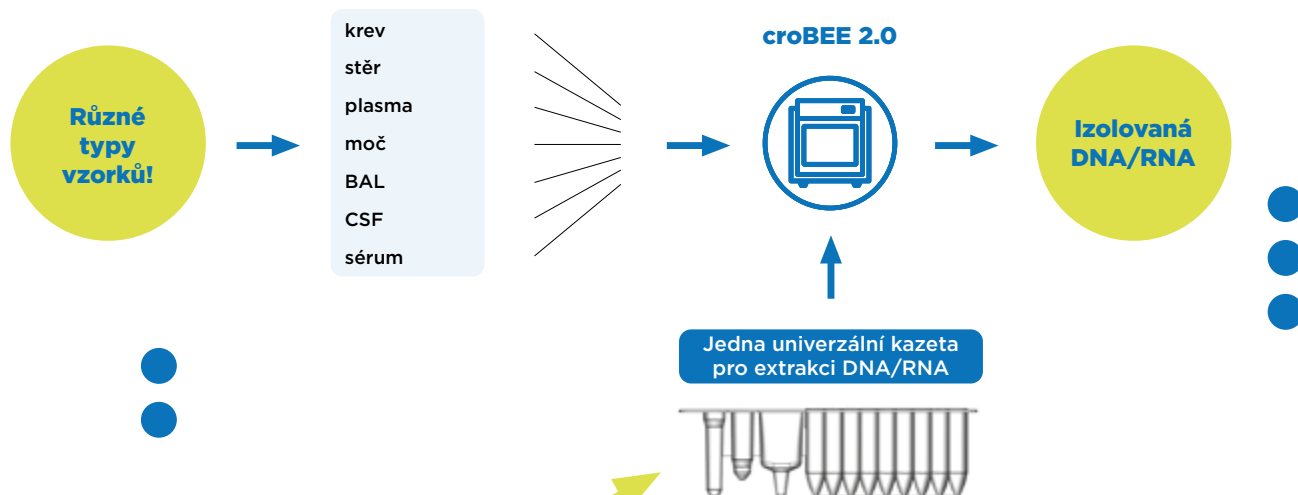 Různé
typy
vzorků!
krev
stěr
plasma
moč
BAL
CSF
sérum
croBEE 2.0
Izolovaná
DNA/RNA
Jedna univerzální kazeta
pro extrakci DNA/RNA